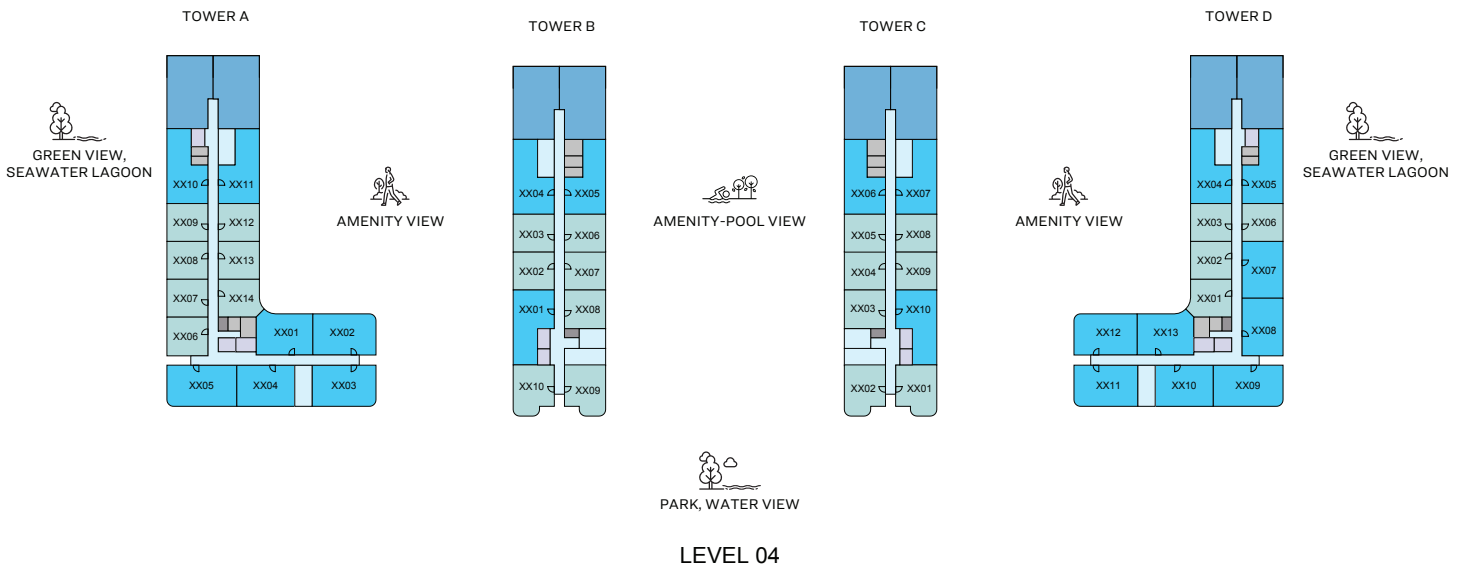 TOWER A
TOWER B
TOWER C
TOWER D
GREEN VIEW,
SEAWATER LAGOON
AMENITY VIEW
AMENITY-POOL VIEW
AMENITY VIEW
GREEN VIEW,
SEAWATER LAGOON
XX10 XX11
XX09 XX12
XX08 XX13
XX07 XX14
XX06 XX01 XX02
XX05 XX04 XX03
XX04 XX05
XX03 XX06
XX02 XX07
XX01 XX08
XX10 XX09
XX06 XX07
XX05 XX08
XX04 XX09
XX03 XX10
XX02 XX01
XX04 XX05
XX03 XX06
XX02 XX07
XX01
XX12 XX13 XX08
XX11 XX10 XX09
PARK, WATER VIEW
LEVEL 04